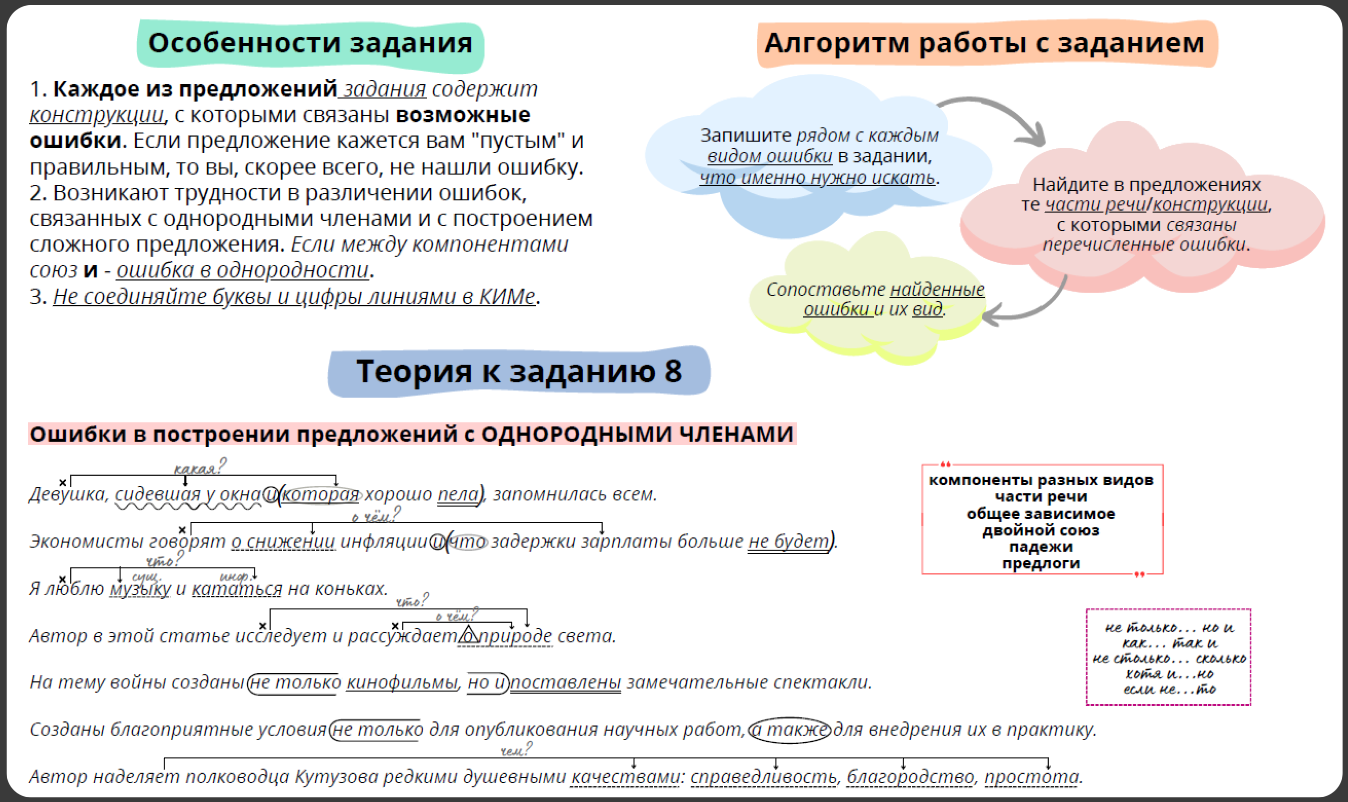 Особенности задания
1. Каждое из предложений задания содержит
конструкции, с которыми связаны возможные
ошибки. Если предложение кажется вам "пустым" и
правильным, то вы, скорее всего, не нашли ошибку.
2. Возникают трудности в различении ошибок,
связанных с однородными членами и с построением
сложного предложения. Если между компонентами
союз и - ошибка в однородности.
3. Не соединяйте буквы и цифры линиями в КИМе.
Алгоритм работы с заданием
Запишите рядом с каждым
видом ошибки в задании,
что именно нужно искать.
Найдите в предложениях
те части речи/конструкции,
с которыми связаны
перечисленные ошибки.
Сопоставьте найденные
ошибки и их вид.
Теория к заданию 8
Ошибки в построении предложений с ОДНОРОДНЫМИ ЧЛЕНАМИ
какая?
Девушка, сидевшая у окна и (которая хорошо пела), запомнилась всем.
о чём?
Экономисты говорят о снижении инфляции и (что задержки зарплаты больше не будет).
что?
сущ. инф.
Я люблю музыку и кататься на коньках.
что?
о чём?
Автор в этой статье исследует и рассуждает о природе света.
На тему войны созданы не только кинофильмы, но и поставлены замечательные спектакли.
Созданы благоприятные условия не только для опубликования научных работ, а также для внедрения их в практику.
чем?
Автор наделяет полководца Кутузова редкими душевными качествами: справедливость, благородство, простота.
компоненты разных видов
части речи
общее зависимое
двойной союз
падежи
предлоги
не только... но и
как... так и
не столько... сколько
хотя и...но
если не...то